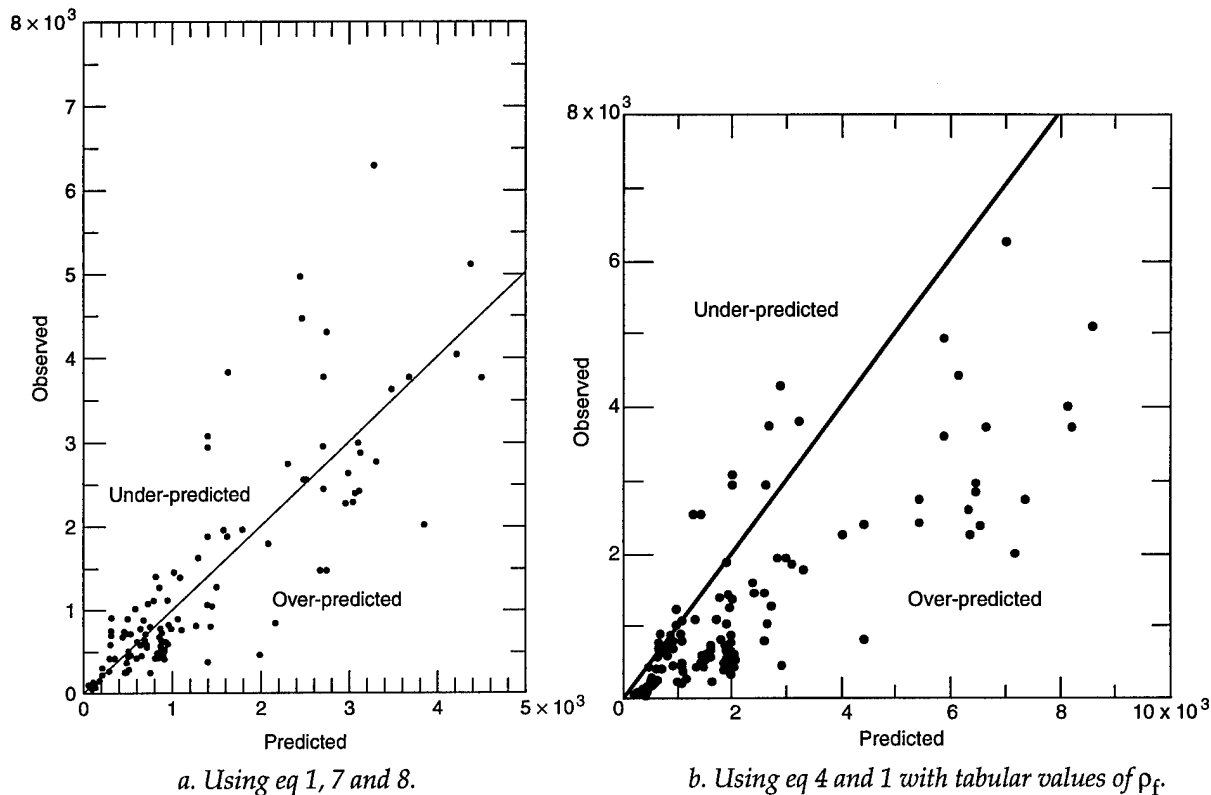 8 × 10³
7
6
5
4
3
2
1
0
Observed
Under-predicted
Over-predicted
0
1
2
3
4
5 × 10³
Predicted
a. Using eq 1, 7 and 8.
8 × 10³
6
4
2
0
Observed
Under-predicted
Over-predicted
0
2
4
6
8
10 × 10³
Predicted
b. Using eq 4 and 1 with tabular values of ρf.